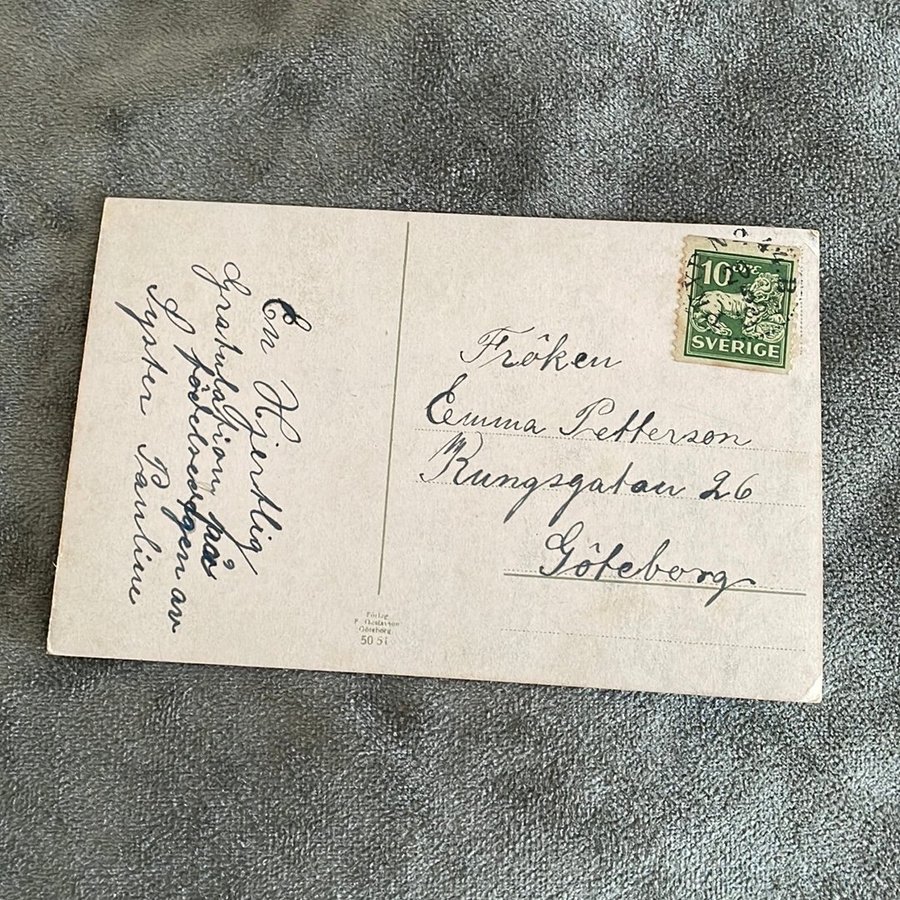 En Hjertlig
Gratulation på
födelsedagen av
Syster Pauline
Fröken
Emma Petterson
Kungsgatan 26
Göteborg
10 ÖRE
SVERIGE
Förlag
Göteborg
50 51